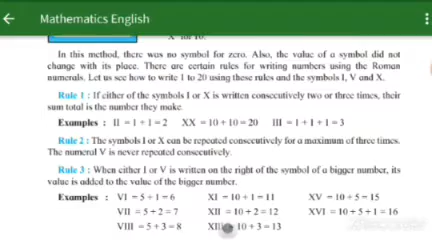 Mathematics English
X for 10.
In this method, there was no symbol for zero. Also, the value of a symbol did not
change with its place. There are certain rules for writing numbers using the Roman
numerals. Let us see how to write 1 to 20 using these rules and the symbols I, V and X.
Rule 1 : If either of the symbols I or X is written consecutively two or three times, their
sum total is the number they make.
Examples : II = 1 + 1 = 2 XX = 10 + 10 = 20 III = 1 + 1 + 1 = 3
Rule 2 : The symbols I or X can be repeated consecutively for a maximum of three times.
The numeral V is never repeated consecutively.
Rule 3 : When either I or V is written on the right of the symbol of a bigger number, its
value is added to the value of the bigger number.
Examples : VI = 5 + 1 = 6 XI = 10 + 1 = 11 XV = 10 + 5 = 15
VII = 5 + 2 = 7 XII = 10 + 2 = 12 XVI = 10 + 5 + 1 = 16
VIII = 5 + 3 = 8 XIII = 10 + 3 = 13